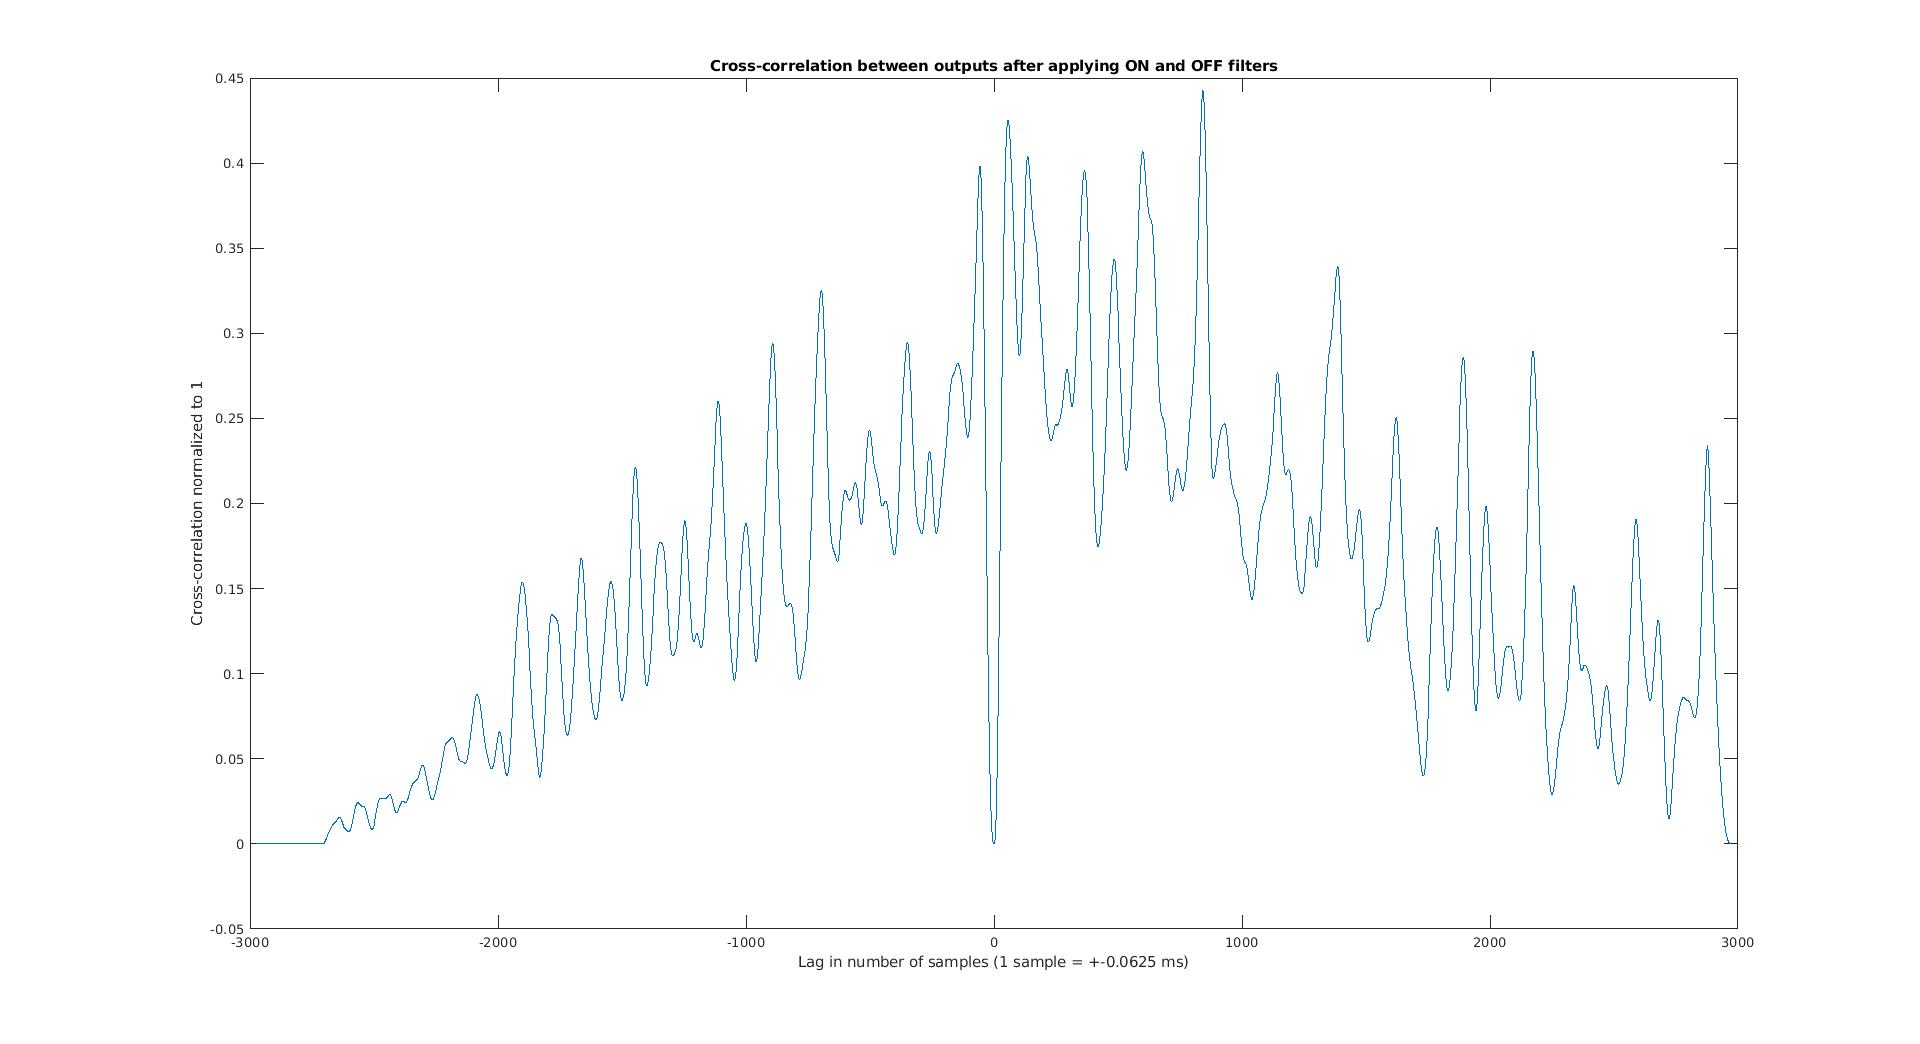 Cross-correlation between outputs after applying ON and OFF filters
0.45
0.4
0.35
0.3
0.25
0.2
0.15
0.1
0.05
0
-0.05
Cross-correlation normalized to 1
-3000 -2000 -1000 0 1000 2000 3000
Lag in number of samples (1 sample = +-0.0625 ms)